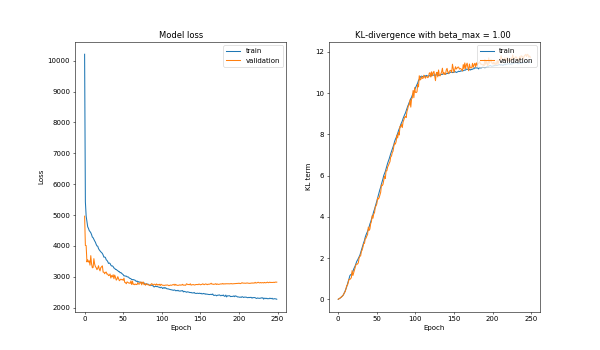 Model loss
train
validation
10000
9000
8000
7000
6000
5000
4000
3000
2000
Loss
0 50 100 150 200 250
Epoch
KL-divergence with beta_max = 1.00
train
validation
12
10
8
6
4
2
0
KL term
0 50 100 150 200 250
Epoch